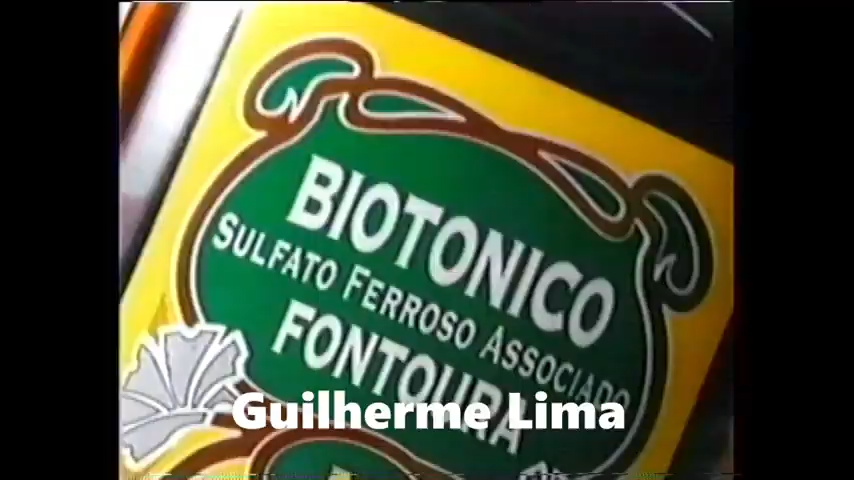 BIOTONICO
SULFATO FERROSO ASSOCIADO
FONTOURA
Guilherme Lima